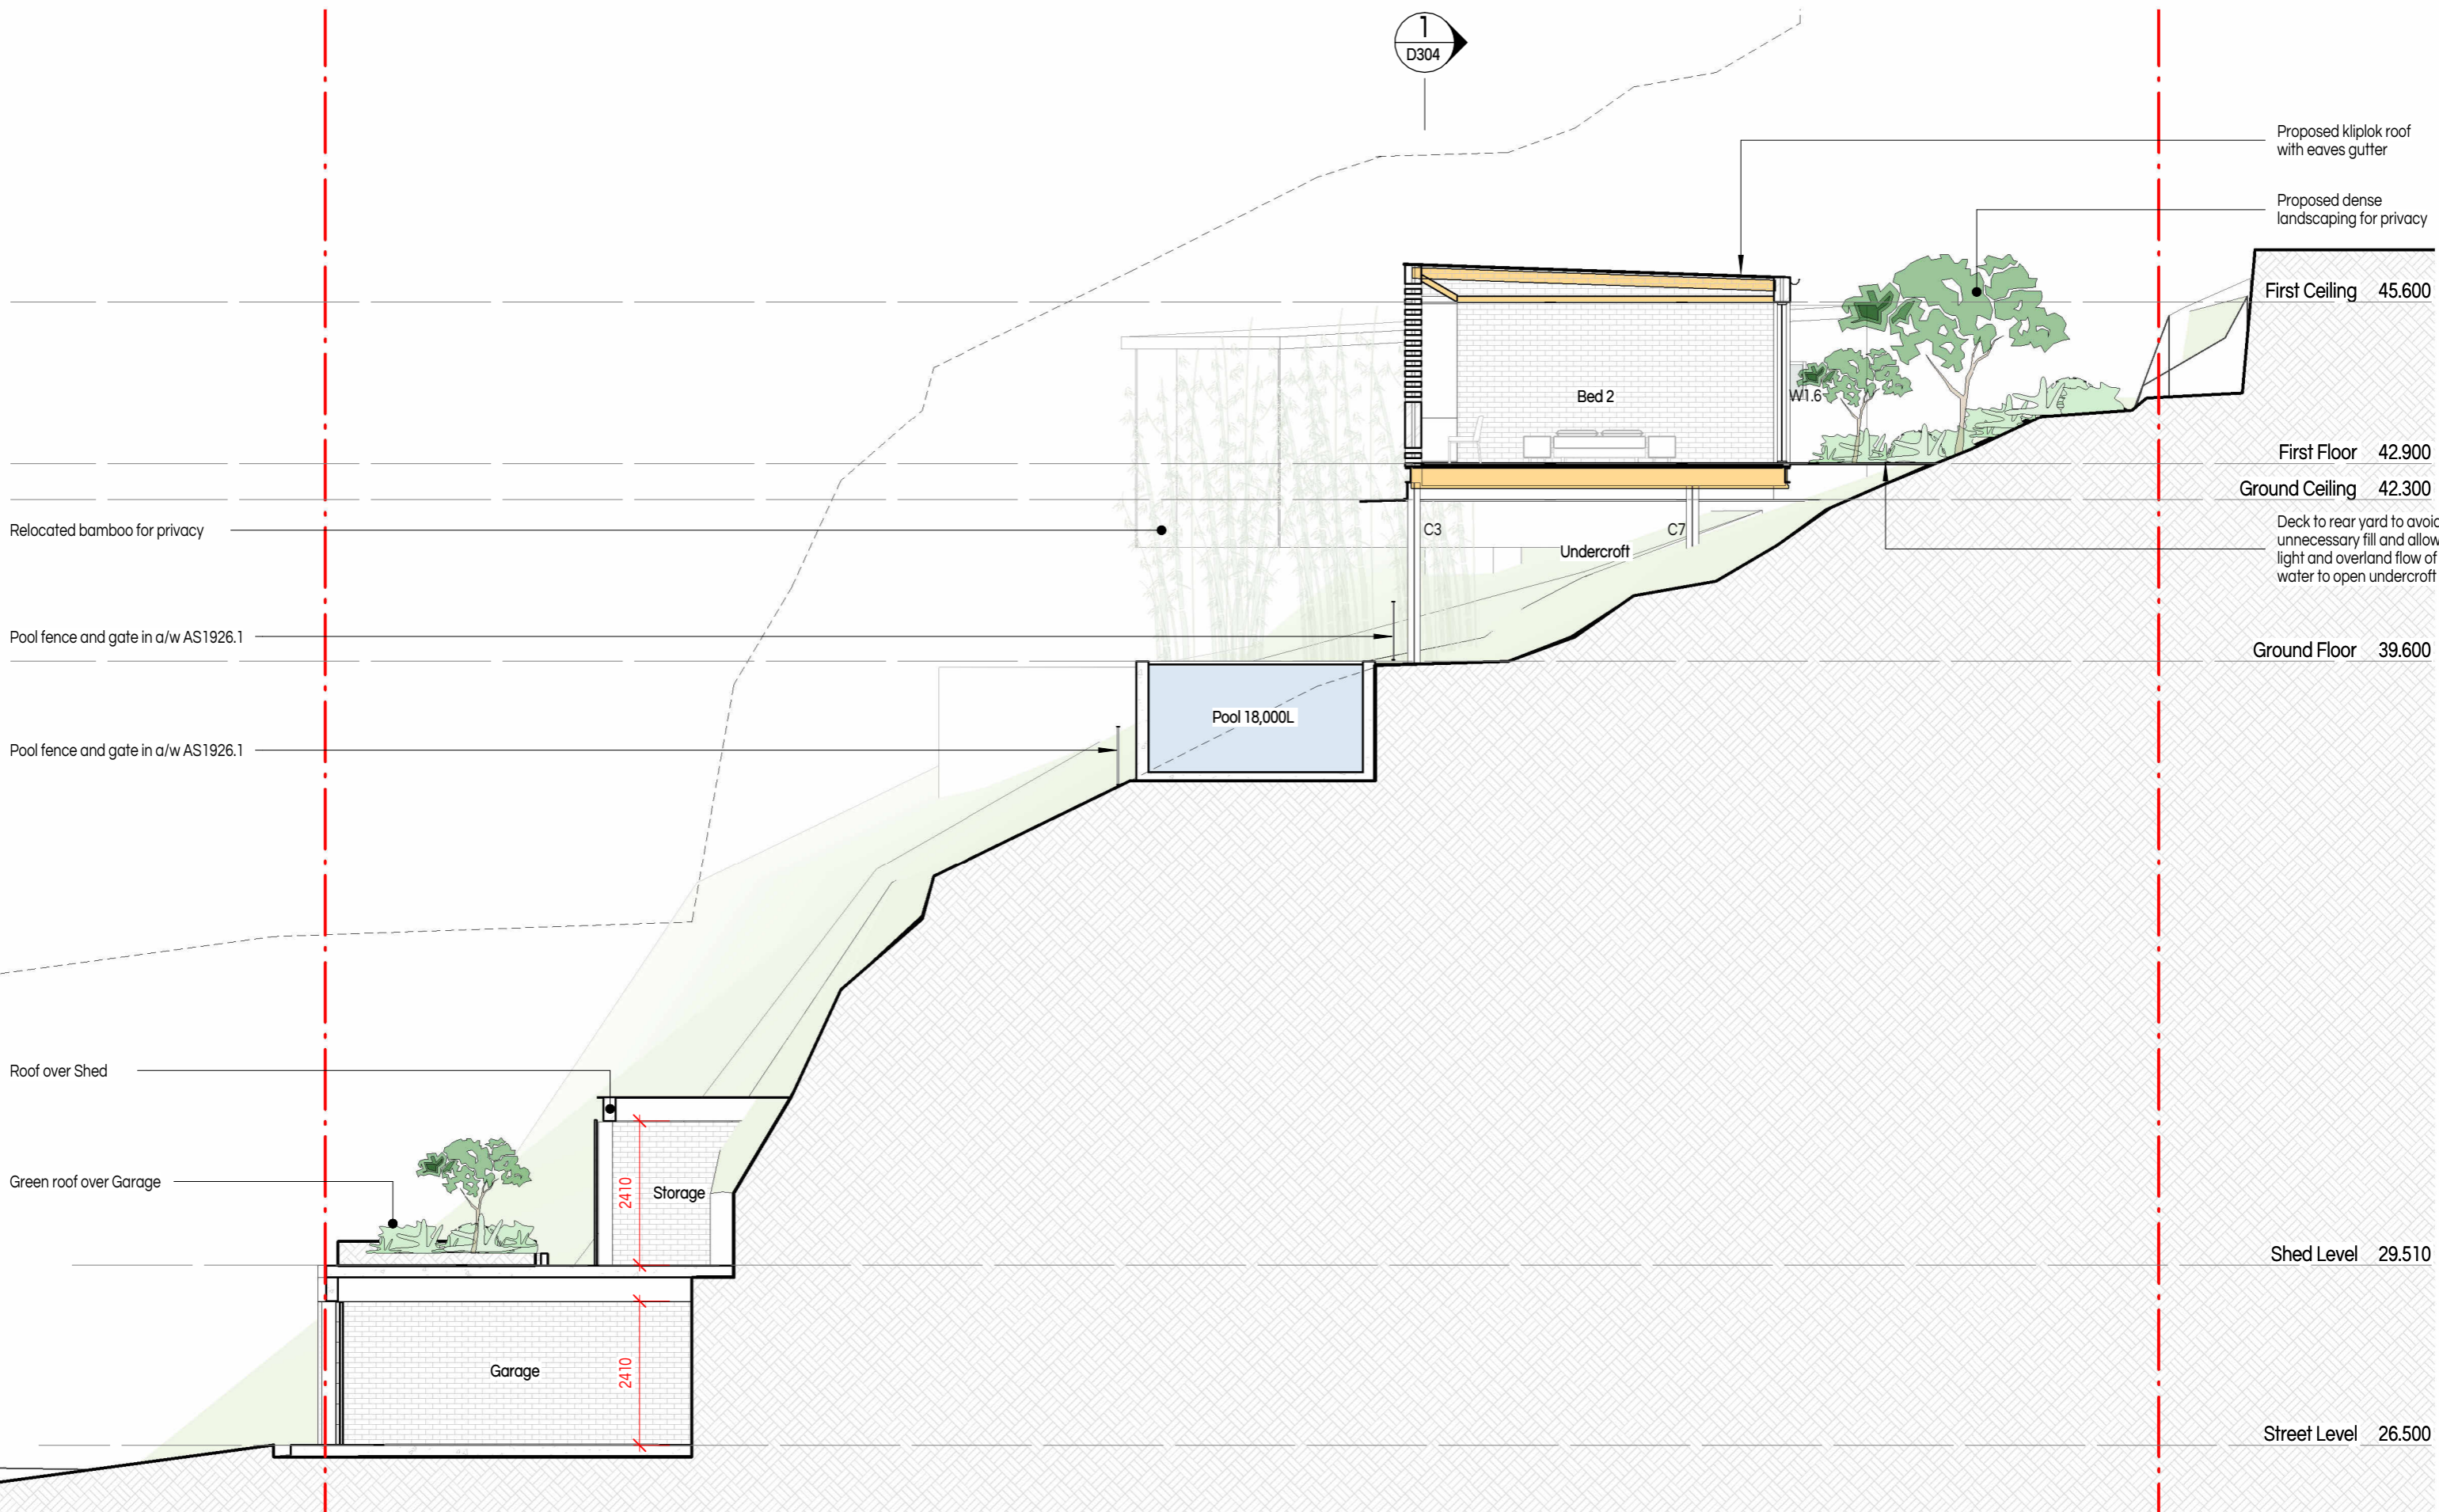 1
D304
Proposed kliplok roof
with eaves gutter
Proposed dense
landscaping for privacy
First Ceiling 45.600
Bed 2
W1.6
First Floor 42.900
Ground Ceiling 42.300
Relocated bamboo for privacy
C3
C7
Undercroft
Deck to rear yard to avoid
unnecessary fill and allow
light and overland flow of
water to open undercroft
Pool fence and gate in a/w AS1926.1
Ground Floor 39.600
Pool 18,000L
Pool fence and gate in a/w AS1926.1
Roof over Shed
Green roof over Garage
2410
Storage
Shed Level 29.510
Garage
2410
Street Level 26.500